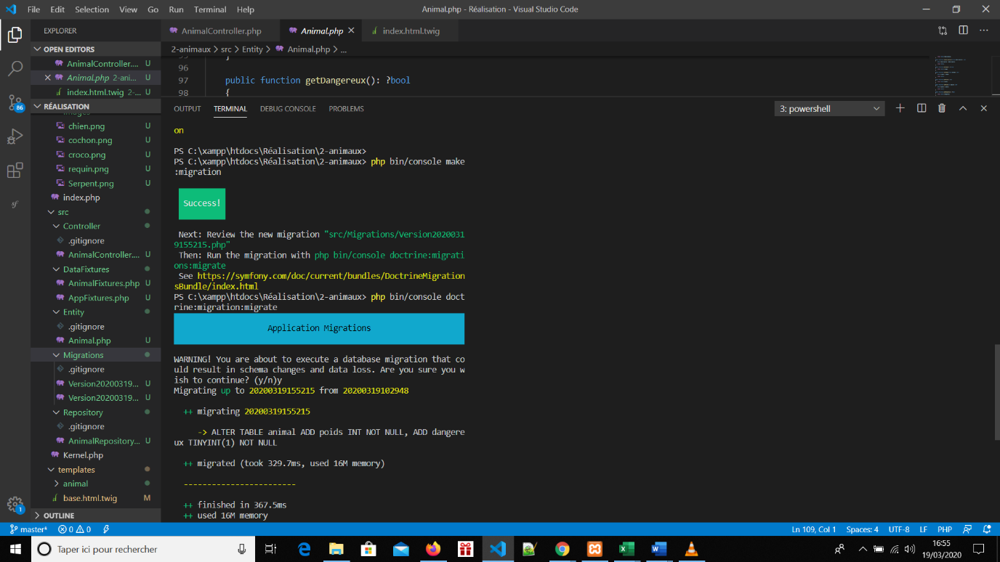 File Edit Selection View Go Run Terminal Help
Animal.php - Réalisation - Visual Studio Code
EXPLORER
OPEN EDITORS
AnimalController.... U
Animal.php 2-ani... U
index.html.twig 2-... U
RÉALISATION
images
chien.png U
cochon.png U
croco.png U
requin.png U
Serpent.png U
index.php
src
Controller
.gitignore
AnimalController.... U
DataFixtures
AnimalFixtures.php U
AppFixtures.php U
Entity
.gitignore
Animal.php U
Migrations
.gitignore
Version20200319... U
Version20200319... U
Repository
.gitignore
AnimalRepository... U
Kernel.php
templates
animal
base.html.twig M
OUTLINE
86
1
AnimalController.php Animal.php index.html.twig
2-animaux > src > Entity > Animal.php > ...
95 }
96
97 public function getDangereux(): ?bool
98 {
OUTPUT TERMINAL DEBUG CONSOLE PROBLEMS
3: powershell
on
PS C:\xampp\htdocs\Réalisation\2-animaux>
PS C:\xampp\htdocs\Réalisation\2-animaux> php bin/console make
:migration
Success!
Next: Review the new migration "src/Migrations/Version2020031
9155215.php"
Then: Run the migration with php bin/console doctrine:migrati
ons:migrate
See https://symfony.com/doc/current/bundles/DoctrineMigration
sBundle/index.html
PS C:\xampp\htdocs\Réalisation\2-animaux> php bin/console doct
rine:migration:migrate
Application Migrations
WARNING! You are about to execute a database migration that co
uld result in schema changes and data loss. Are you sure you w
ish to continue? (y/n)y
Migrating up to 20200319155215 from 20200319102948
++ migrating 20200319155215
-> ALTER TABLE animal ADD poids INT NOT NULL, ADD dangere
ux TINYINT(1) NOT NULL
++ migrated (took 329.7ms, used 16M memory)
------------------------
++ finished in 367.5ms
++ used 16M memory
master* 0 0
Ln 109, Col 1 Spaces: 4 UTF-8 LF PHP
Taper ici pour rechercher
16:55
19/03/2020